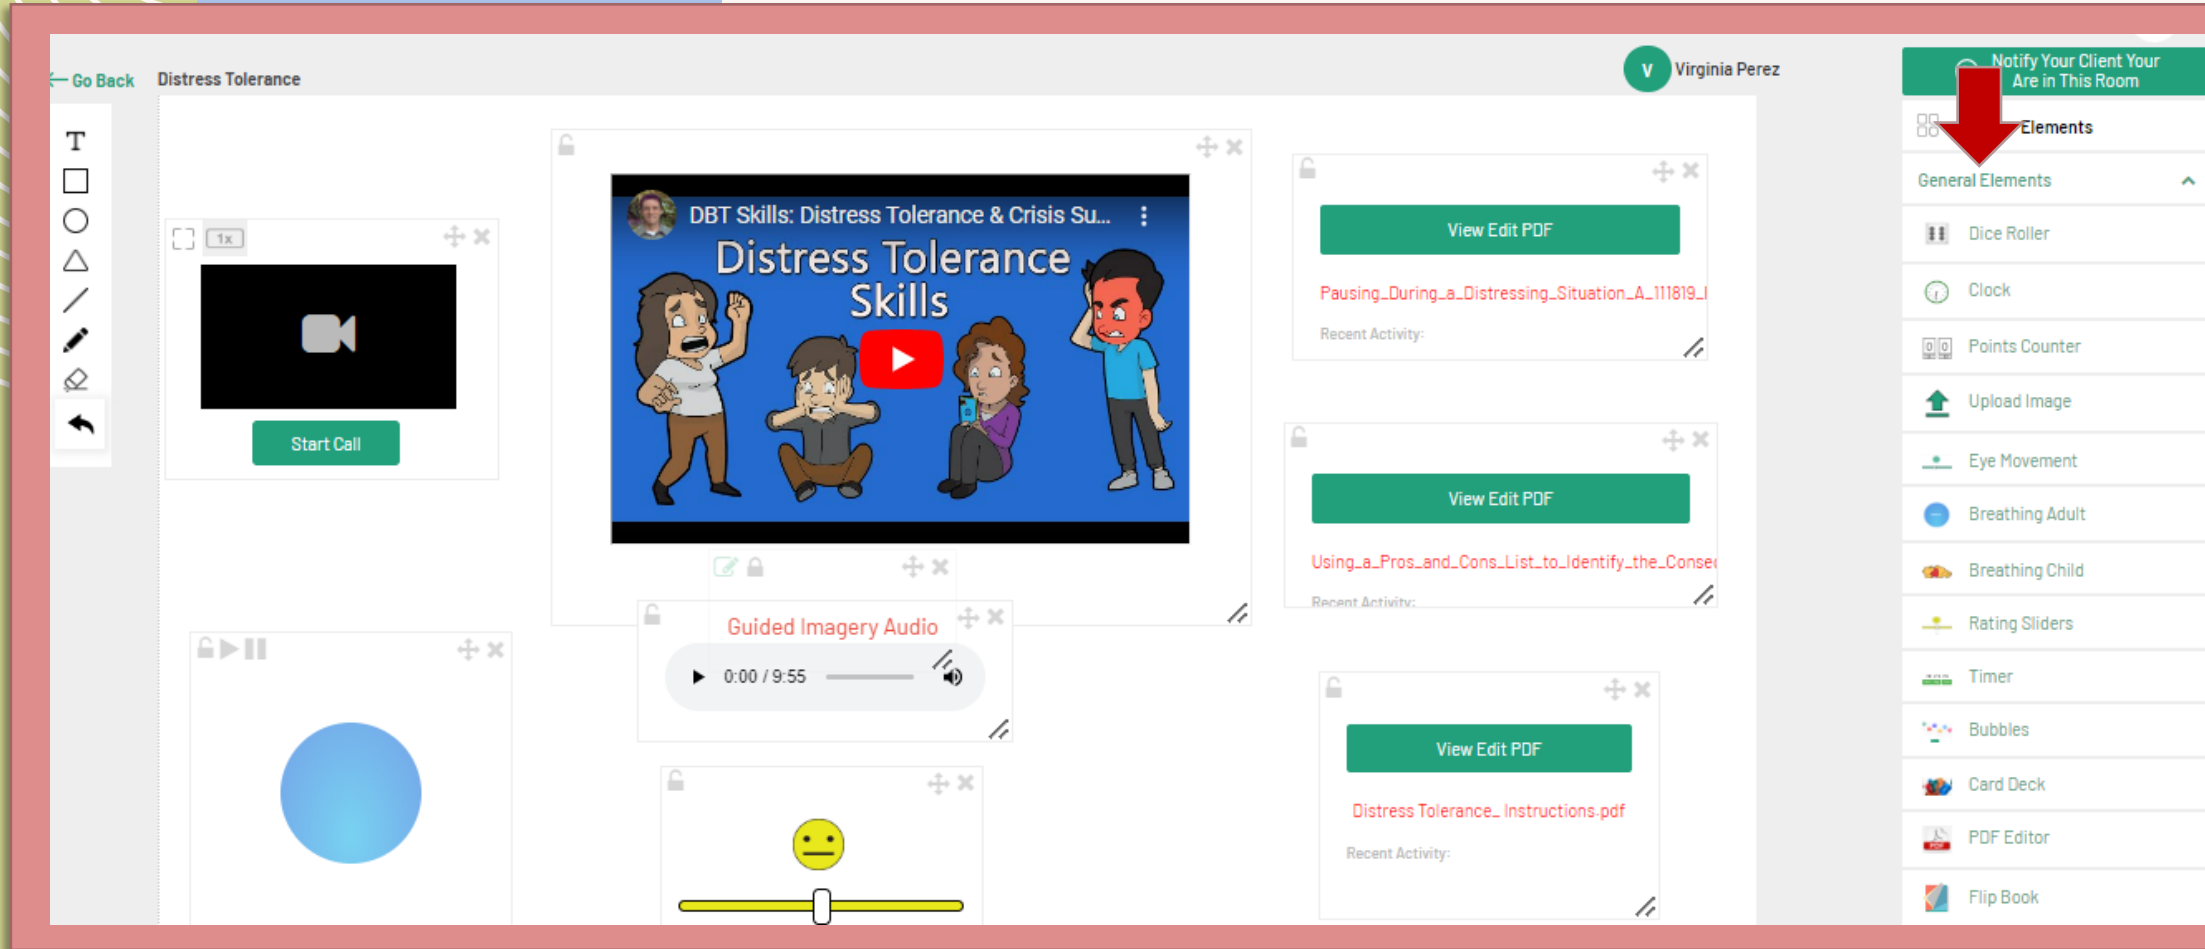 Go Back
Distress Tolerance
V
Virginia Perez
Notify Your Client Your
Are in This Room
Elements
General Elements
Dice Roller
Clock
Points Counter
Upload Image
Eye Movement
Breathing Adult
Breathing Child
Rating Sliders
Timer
Bubbles
Card Deck
PDF Editor
Flip Book
T
1x
Start Call
DBT Skills: Distress Tolerance & Crisis Su...
Distress Tolerance
Skills
Guided Imagery Audio
0:00 / 9:55
View Edit PDF
Pausing_During_a_Distressing_Situation_A_111819_
Recent Activity:
View Edit PDF
Using_a_Pros_and_Cons_List_to_Identify_the_Conse
Recent Activity:
View Edit PDF
Distress Tolerance_ Instructions.pdf
Recent Activity: